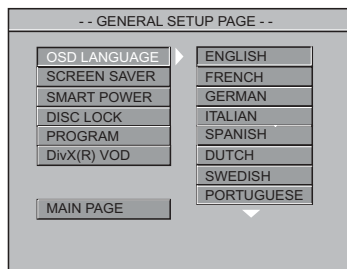 - - GENERAL SETUP PAGE - -
OSD LANGUAGE
SCREEN SAVER
SMART POWER
DISC LOCK
PROGRAM
DivX(R) VOD
MAIN PAGE
ENGLISH
FRENCH
GERMAN
ITALIAN
SPANISH
DUTCH
SWEDISH
PORTUGUESE